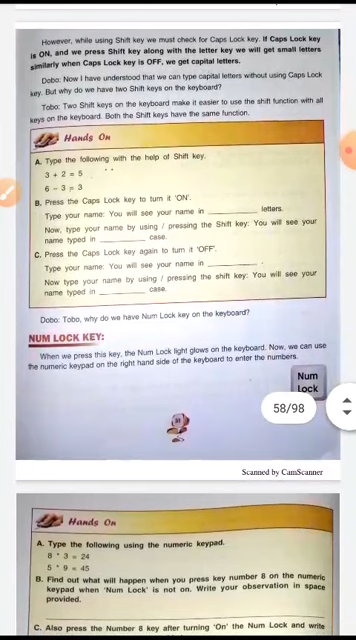 However, while using Shift key we must check for Caps Lock key. If Caps Lock key
is ON, and we press Shift key along with the letter key we will get small letters
similarly when Caps Lock key is OFF, we get capital letters.
Dobo: Now I have understood that we can type capital letters without using Caps Lock
key. But why do we have two Shift keys on the keyboard?
Tobo: Two Shift keys on the keyboard make it easier to use the shift function with all
keys on the keyboard. Both the Shift keys have the same function.
Hands On
A. Type the following with the help of Shift key.
3 + 2 = 5
6 - 3 = 3
B. Press the Caps Lock key to turn it 'ON'.
Type your name: You will see your name in __________ letters.
Now, type your name by using / pressing the Shift key: You will see your
name typed in __________ case.
C. Press the Caps Lock key again to turn it 'OFF'.
Type your name: You will see your name in __________ .
Now type your name by using / pressing the shift key: You will see your
name typed in __________ case.
Dobo: Tobo, why do we have Num Lock key on the keyboard?
NUM LOCK KEY:
When we press this key, the Num Lock light glows on the keyboard. Now, we can use
the numeric keypad on the right hand side of the keyboard to enter the numbers.
Num
Lock
58/98
Scanned by CamScanner
Hands On
A. Type the following using the numeric keypad.
8 * 3 = 24
5 * 9 = 45
B. Find out what will happen when you press key number 8 on the numeric
keypad when 'Num Lock' is not on. Write your observation in space
provided.
C. Also press the Number 8 key after turning 'On' the Num Lock and write